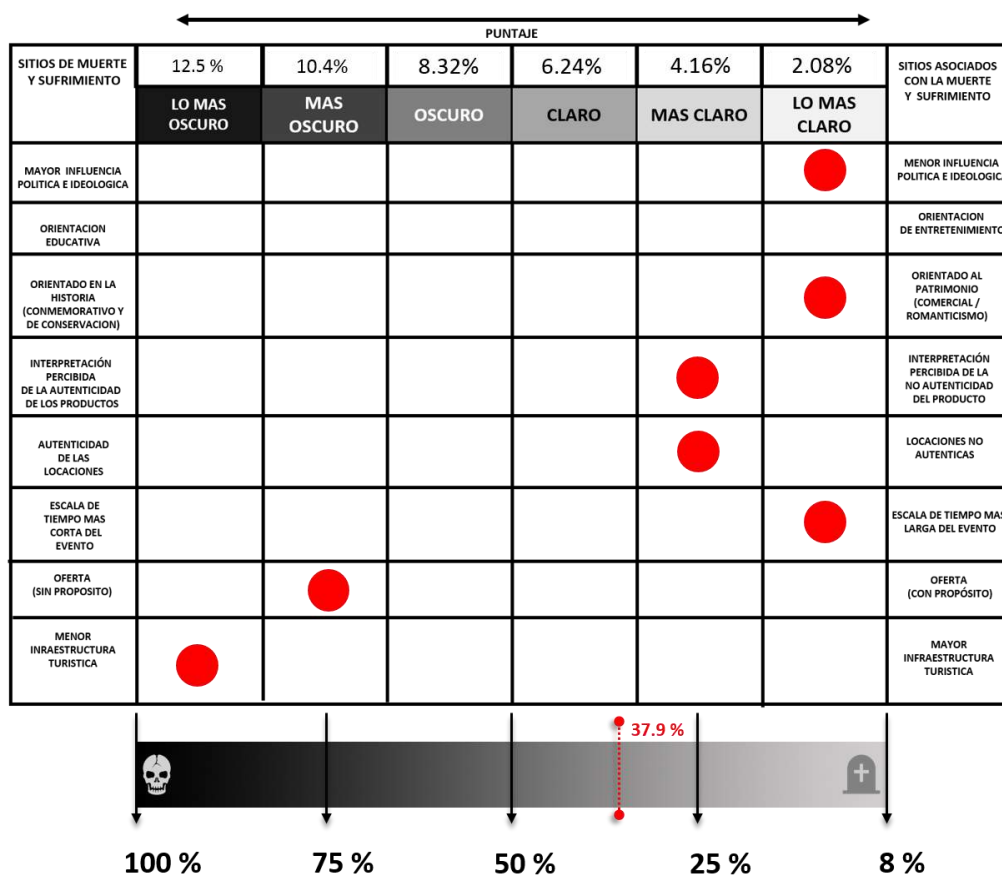 PUNTAJE
SITIOS DE MUERTE
Y SUFRIMIENTO
12.5 %
10.4%
8.32%
6.24%
4.16%
2.08%
SITIOS ASOCIADOS
CON LA MUERTE
Y SUFRIMIENTO
LO MAS
OSCURO
MAS
OSCURO
OSCURO
CLARO
MAS CLARO
LO MAS
CLARO
MAYOR INFLUENCIA
POLITICA E IDEOLOGICA
MENOR INFLUENCIA
POLITICA E IDEOLOGICA
ORIENTACION
EDUCATIVA
ORIENTACION
DE ENTRETENIMIENTO
ORIENTADO EN LA
HISTORIA
(CONMEMORATIVO Y
DE CONSERVACION)
ORIENTADO AL
PATRIMONIO
(COMERCIAL /
ROMANTICISMO)
INTERPRETACIÓN
PERCIBIDA
DE LA AUTENTICIDAD
DE LOS PRODUCTOS
INTERPRETACIÓN
PERCIBIDA DE LA
NO AUTENTICIDAD
DEL PRODUCTO
AUTENTICIDAD
DE LAS
LOCACIONES
LOCACIONES NO
AUTENTICAS
ESCALA DE
TIEMPO MAS
CORTA DEL
EVENTO
ESCALA DE TIEMPO MAS
LARGA DEL EVENTO
OFERTA
(SIN PROPOSITO)
OFERTA
(CON PROPÓSITO)
MENOR
INRAESTRUCTURA
TURISTICA
MAYOR
INFRAESTRUCTURA
TURISTICA
37.9 %
100 %
75 %
50 %
25 %
8 %